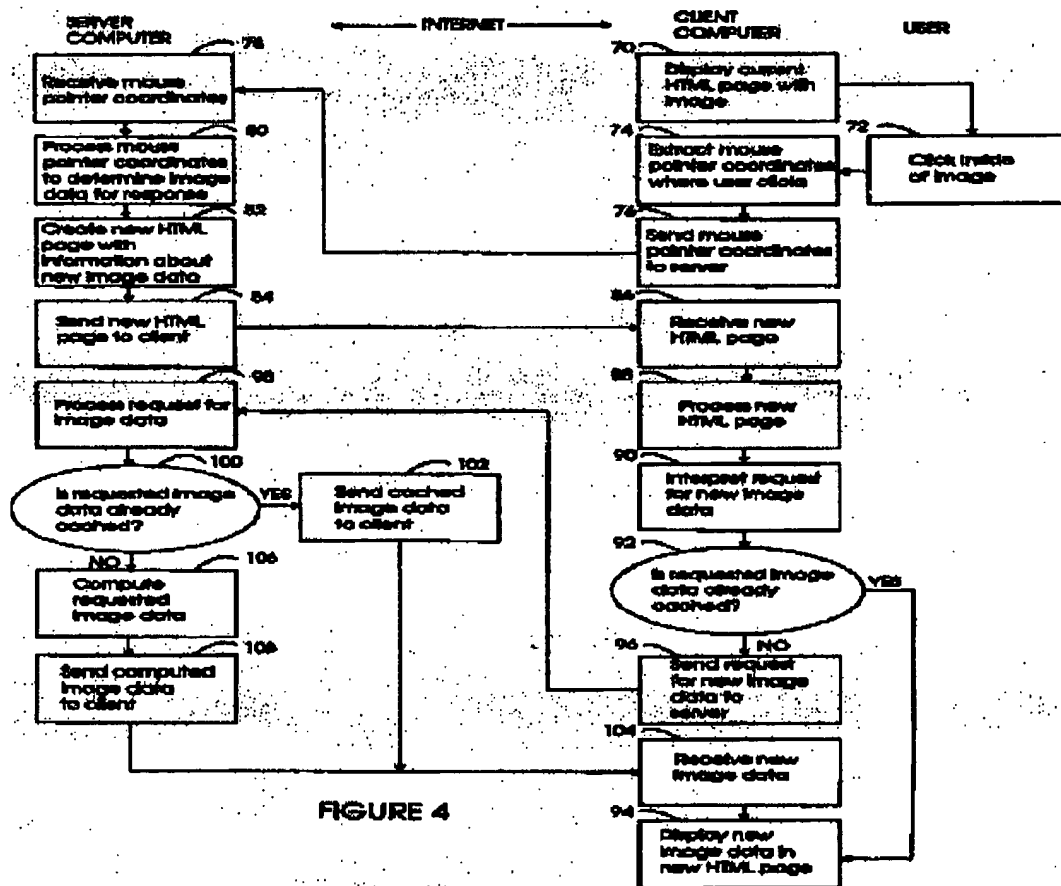 SERVER
COMPUTER
INTERNET
CLIENT
COMPUTER
USER
78
Receive mouse
pointer coordinates
80
Process mouse
pointer coordinates
to determine image
data for response
82
Create new HTML
page with
information about
new image data
84
Send new HTML
page to client
98
Process request for
image data
100
Is requested image
data already
cached?
YES
102
Send cached
image data
to client
NO
106
Compute
requested
image data
108
Send computed
image data
to client
70
Display current
HTML page with
image
72
Click inside
of image
74
Extract mouse
pointer coordinates
where user clicks
76
Send mouse
pointer coordinates
to server
86
Receive new
HTML page
88
Process new
HTML page
90
Interpret request
for new image
data
92
Is requested image
data already
cached?
YES
NO
96
Send request
for new image
data to
server
104
Receive new
image data
94
Display new
image data in
new HTML page
FIGURE 4